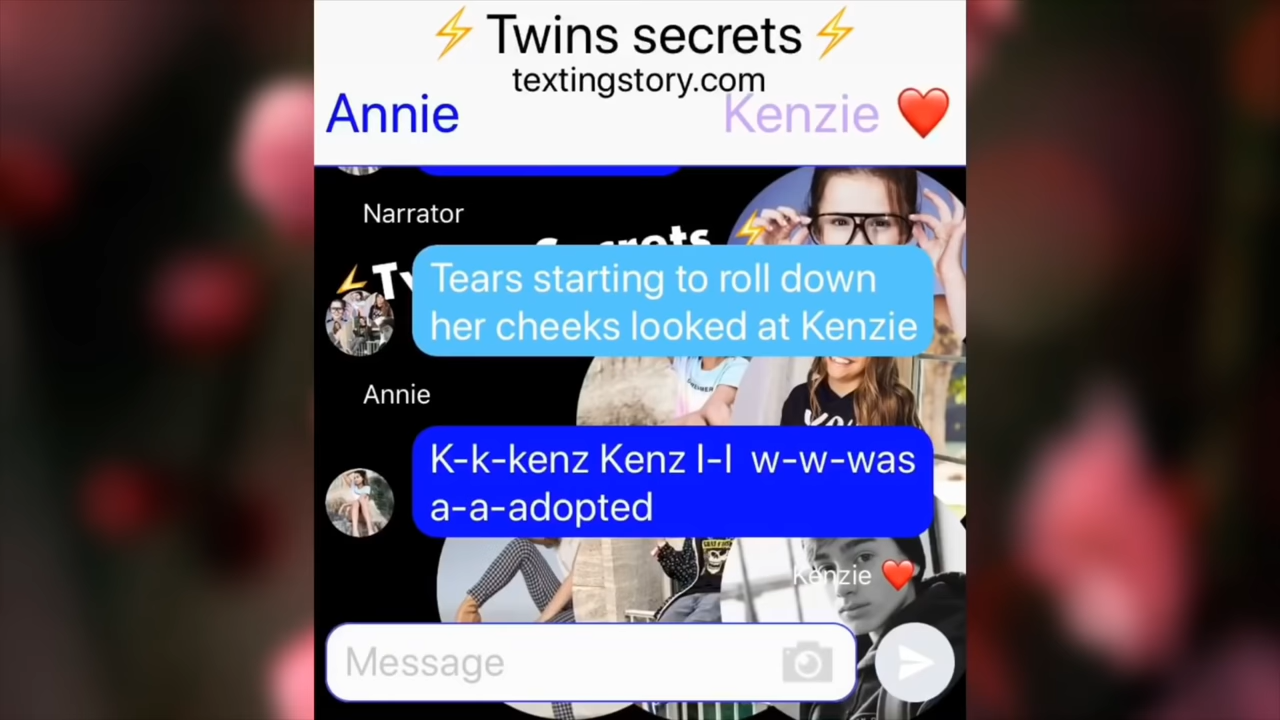 ⚡ Twins secrets ⚡
textingstory.com
Annie
Kenzie ❤️
Narrator
Tears starting to roll down
her cheeks looked at Kenzie
Annie
K-k-kenz Kenz I-I w-w-was
a-a-adopted
Kenzie ❤️
Message